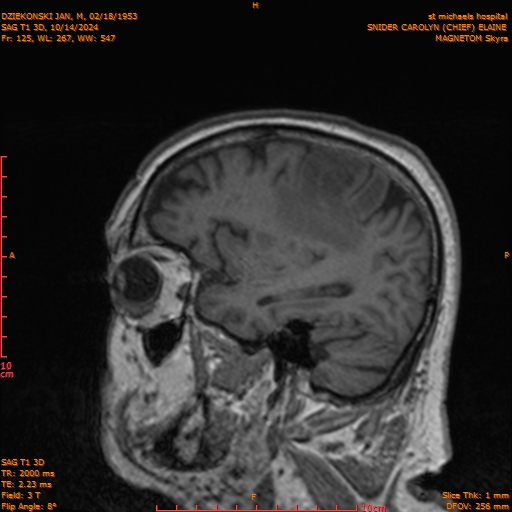 H
DZIEKONSKI JAN, M, 02/18/1953
st michaels hospital
SAG T1 3D, 10/14/2024
SNIDER CAROLYN (CHIEF) ELAINE
Fr: 125, WL: 267, WW: 547
MAGNETOM Skyra
A
P
10
cm
SAG T1 3D
TR: 2000 ms
TE: 2.23 ms
Field: 3 T
F
Slice Thk: 1 mm
Flip Angle: 8°
10cm
DFOV: 256 mm